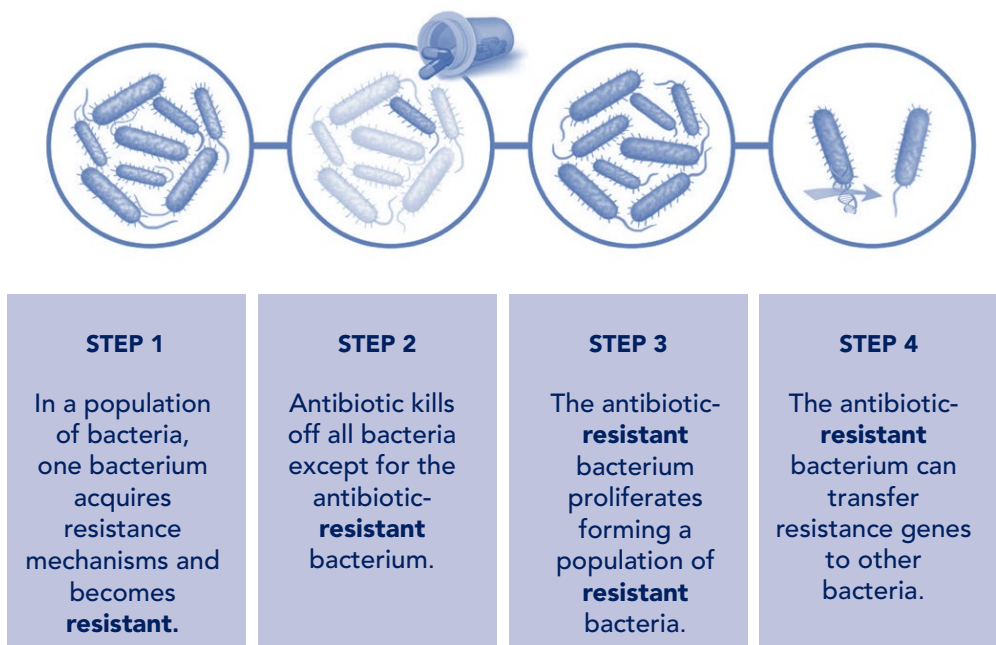 STEP 1
In a population
of bacteria,
one bacterium
acquires
resistance
mechanisms and
becomes
resistant.
STEP 2
Antibiotic kills
off all bacteria
except for the
antibiotic-
resistant
bacterium.
STEP 3
The antibiotic-
resistant
bacterium
proliferates
forming a
population of
resistant
bacteria.
STEP 4
The antibiotic-
resistant
bacterium can
transfer
resistance genes
to other
bacteria.